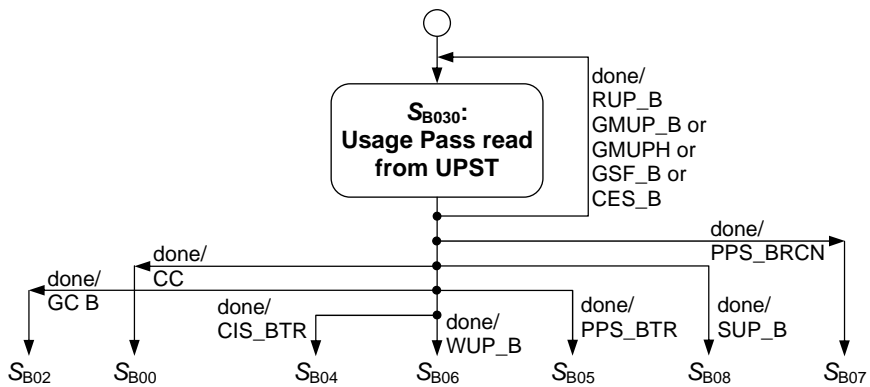 done/
RUP_B
GMUP_B or
GMUPH or
GSF_B or
CES_B
SB030:
Usage Pass read
from UPST
done/
PPS_BRCN
done/
CC
done/
GC B
done/
CIS_BTR
done/
WUP_B
done/
PPS_BTR
done/
SUP_B
SB02 SB00 SB04 SB06 SB05 SB08 SB07